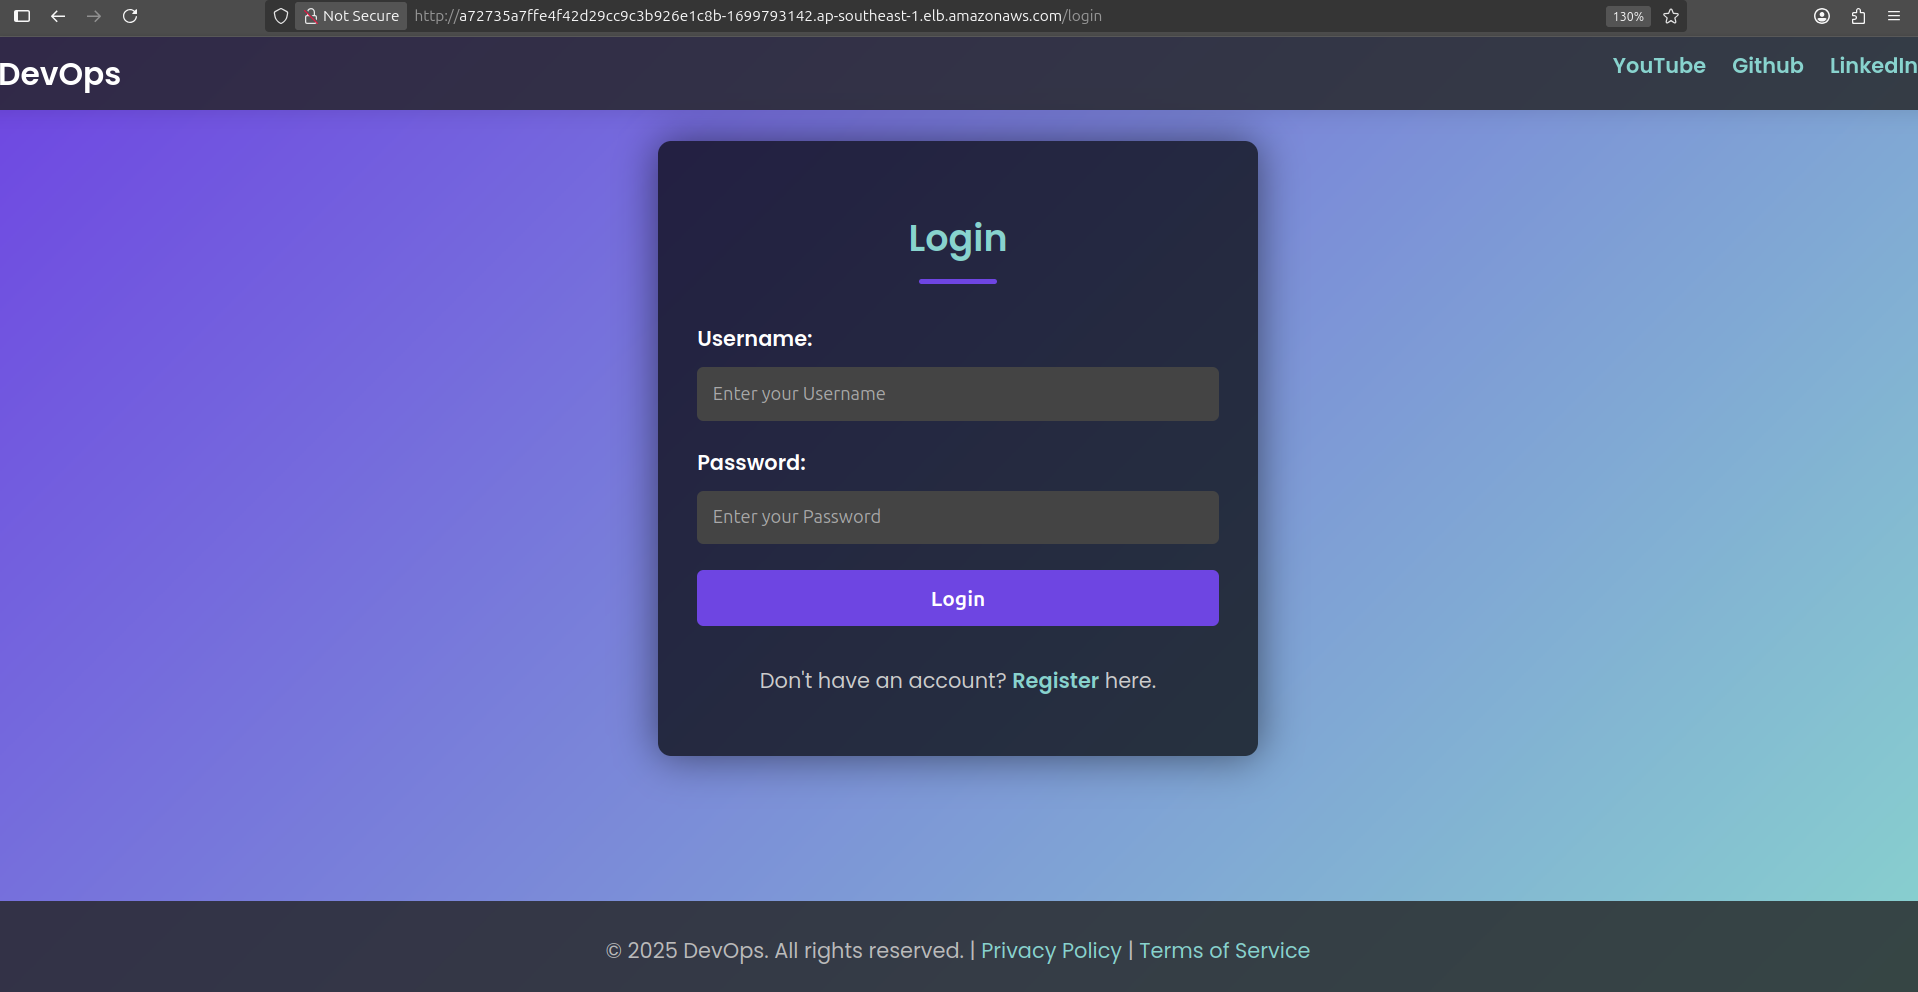 Not Secure http://a72735a7ffe4f42d29cc9c3b926e1c8b-1699793142.ap-southeast-1.elb.amazonaws.com/login 130%
DevOps YouTube Github LinkedIn
Login
Username:
Enter your Username
Password:
Enter your Password
Login
Don't have an account? Register here.
© 2025 DevOps. All rights reserved. | Privacy Policy | Terms of Service